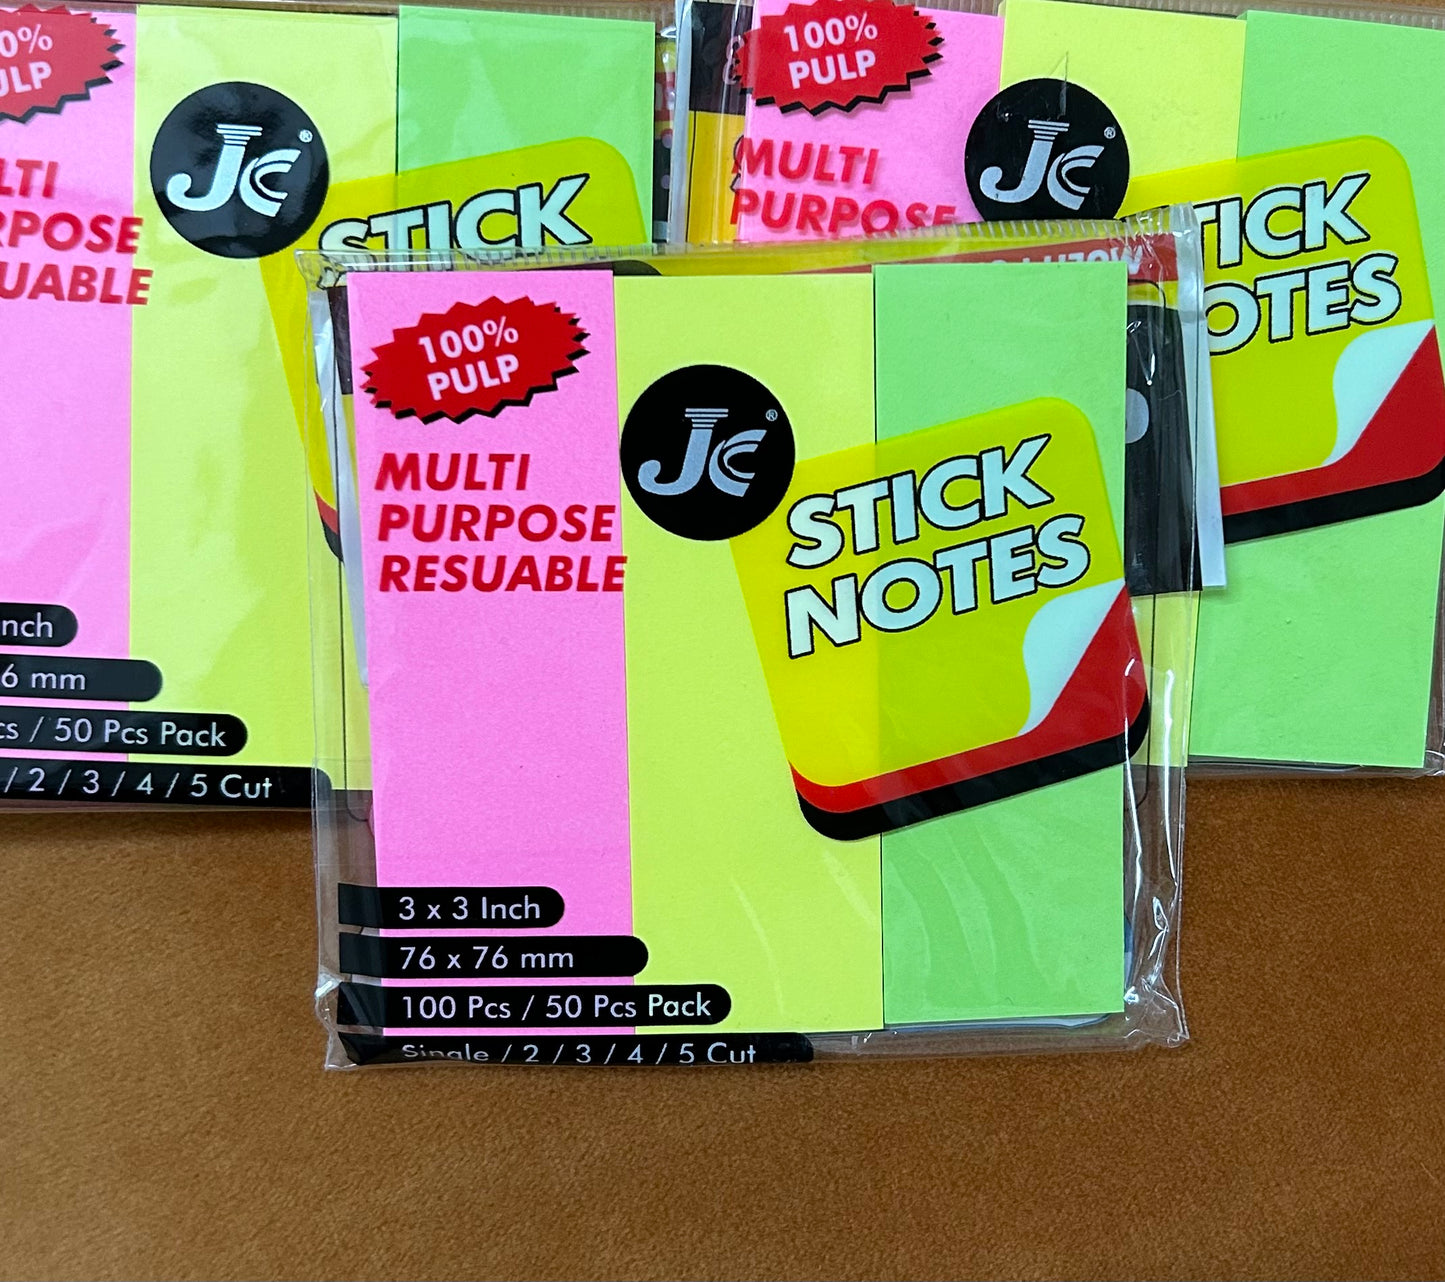 0%
ULP
JC®
LTI
RPOSE
UABLE
STICK
nch
6 mm
cs / 50 Pcs Pack
/ 2 / 3 / 4 / 5 Cut
100%
PULP
MULTI
PURPOSE
JC®
TICK
OTES
100%
PULP
MULTI
PURPOSE
RESUABLE
JC®
STICK
NOTES
3 x 3 Inch
76 x 76 mm
100 Pcs / 50 Pcs Pack
Single / 2 / 3 / 4 / 5 Cut